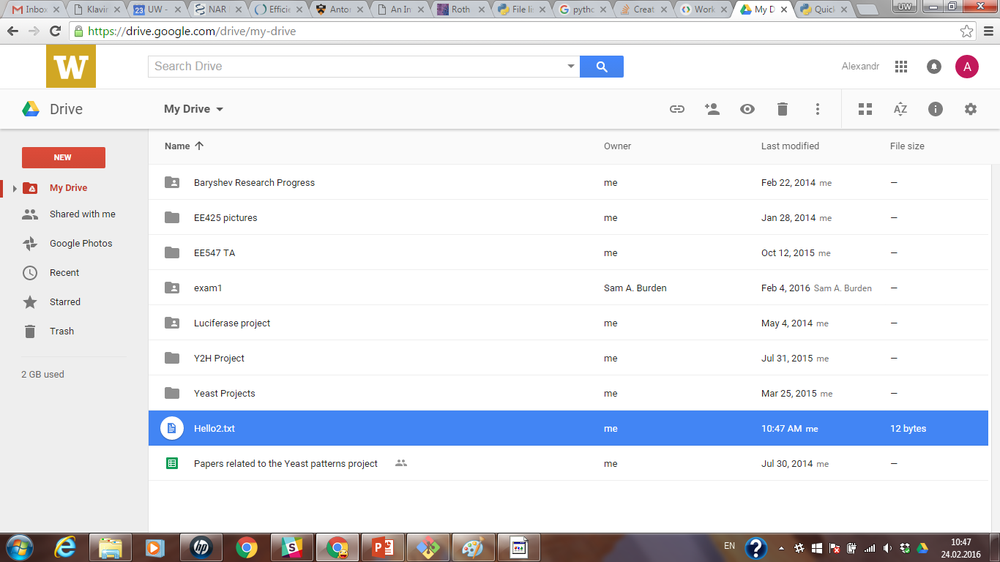 Inbox Klavin UW - NAR Effici Anton An In Roth File lis pytho Creati Work My D Quick UW
https://drive.google.com/drive/my-drive
W Search Drive Alexandr A
Drive My Drive AZ
Name Owner Last modified File size
NEW
My Drive
Shared with me
Google Photos
Recent
Starred
Trash
2 GB used
Baryshev Research Progress me Feb 22, 2014 me —
EE425 pictures me Jan 28, 2014 me —
EE547 TA me Oct 12, 2015 me —
exam1 Sam A. Burden Feb 4, 2016 Sam A. Burden —
Luciferase project me May 4, 2014 me —
Y2H Project me Jul 31, 2015 me —
Yeast Projects me Mar 25, 2015 me —
Hello2.txt me 10:47 AM me 12 bytes
Papers related to the Yeast patterns project me Jul 30, 2014 me —
EN 10:47
24.02.2016